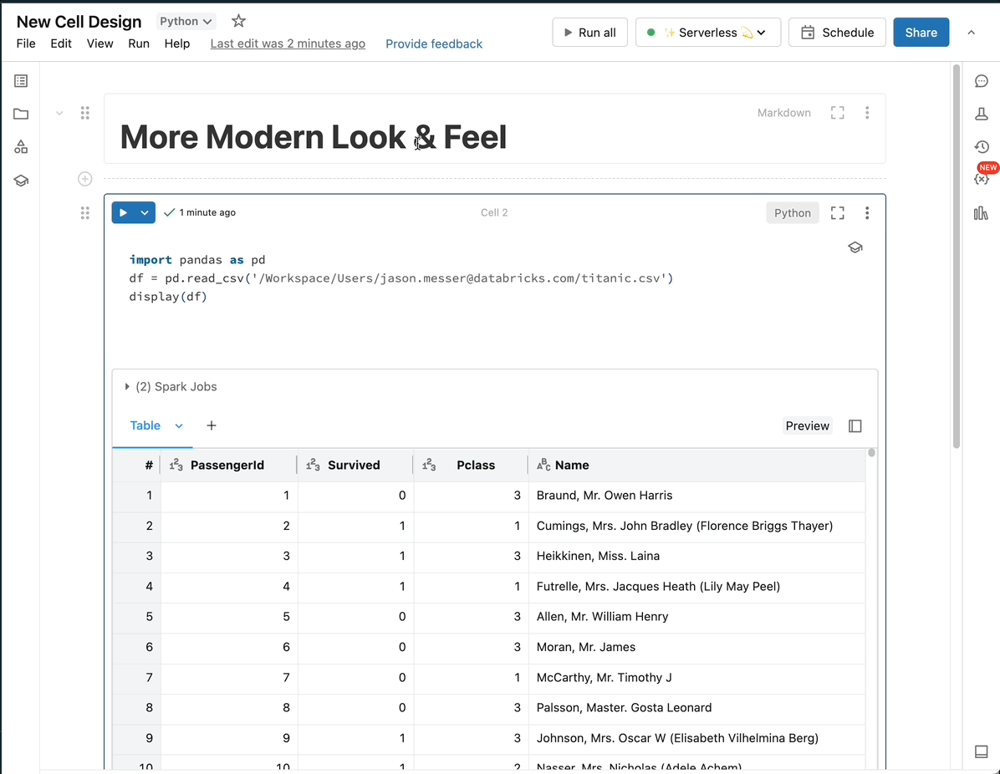 New Cell Design Python
File Edit View Run Help Last edit was 2 minutes ago Provide feedback
Run all ✨ Serverless 💫 Schedule Share
NEW
Markdown
More Modern Look & Feel
1 minute ago Cell 2 Python
import pandas as pd
df = pd.read_csv('/Workspace/Users/jason.messer@databricks.com/titanic.csv')
display(df)
(2) Spark Jobs
Table + Preview
# 123 PassengerId 123 Survived 123 Pclass ABC Name
1 1 0 3 Braund, Mr. Owen Harris
2 2 1 1 Cumings, Mrs. John Bradley (Florence Briggs Thayer)
3 3 1 3 Heikkinen, Miss. Laina
4 4 1 1 Futrelle, Mrs. Jacques Heath (Lily May Peel)
5 5 0 3 Allen, Mr. William Henry
6 6 0 3 Moran, Mr. James
7 7 0 1 McCarthy, Mr. Timothy J
8 8 0 3 Palsson, Master. Gosta Leonard
9 9 1 3 Johnson, Mrs. Oscar W (Elisabeth Vilhelmina Berg)
10 10 1 2 Nasser, Mrs. Nicholas (Adele Achem)